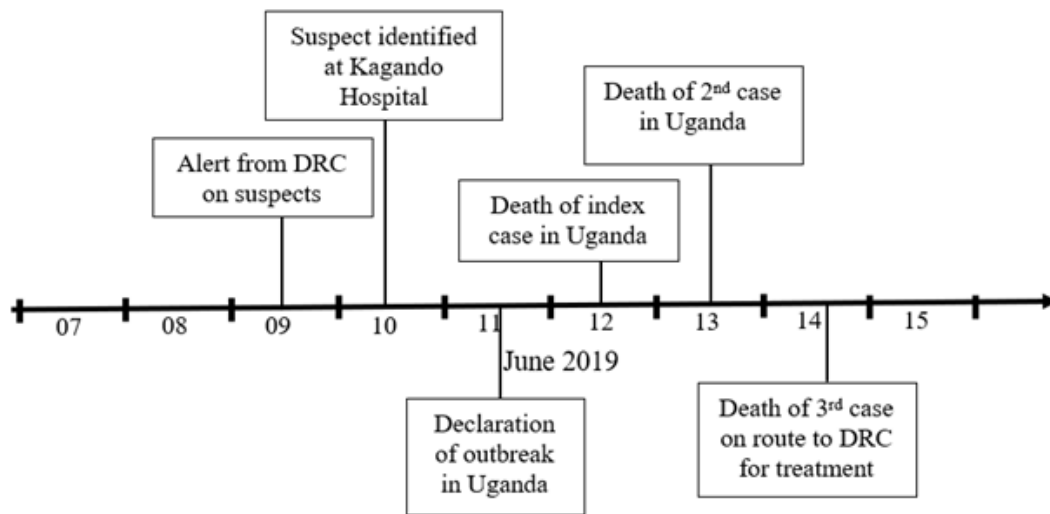 Suspect identified
at Kagando
Hospital
Death of 2nd case
in Uganda
Alert from DRC
on suspects
Death of index
case in Uganda
07 08 09 10 11 12 13 14 15
June 2019
Declaration
of outbreak
in Uganda
Death of 3rd case
on route to DRC
for treatment